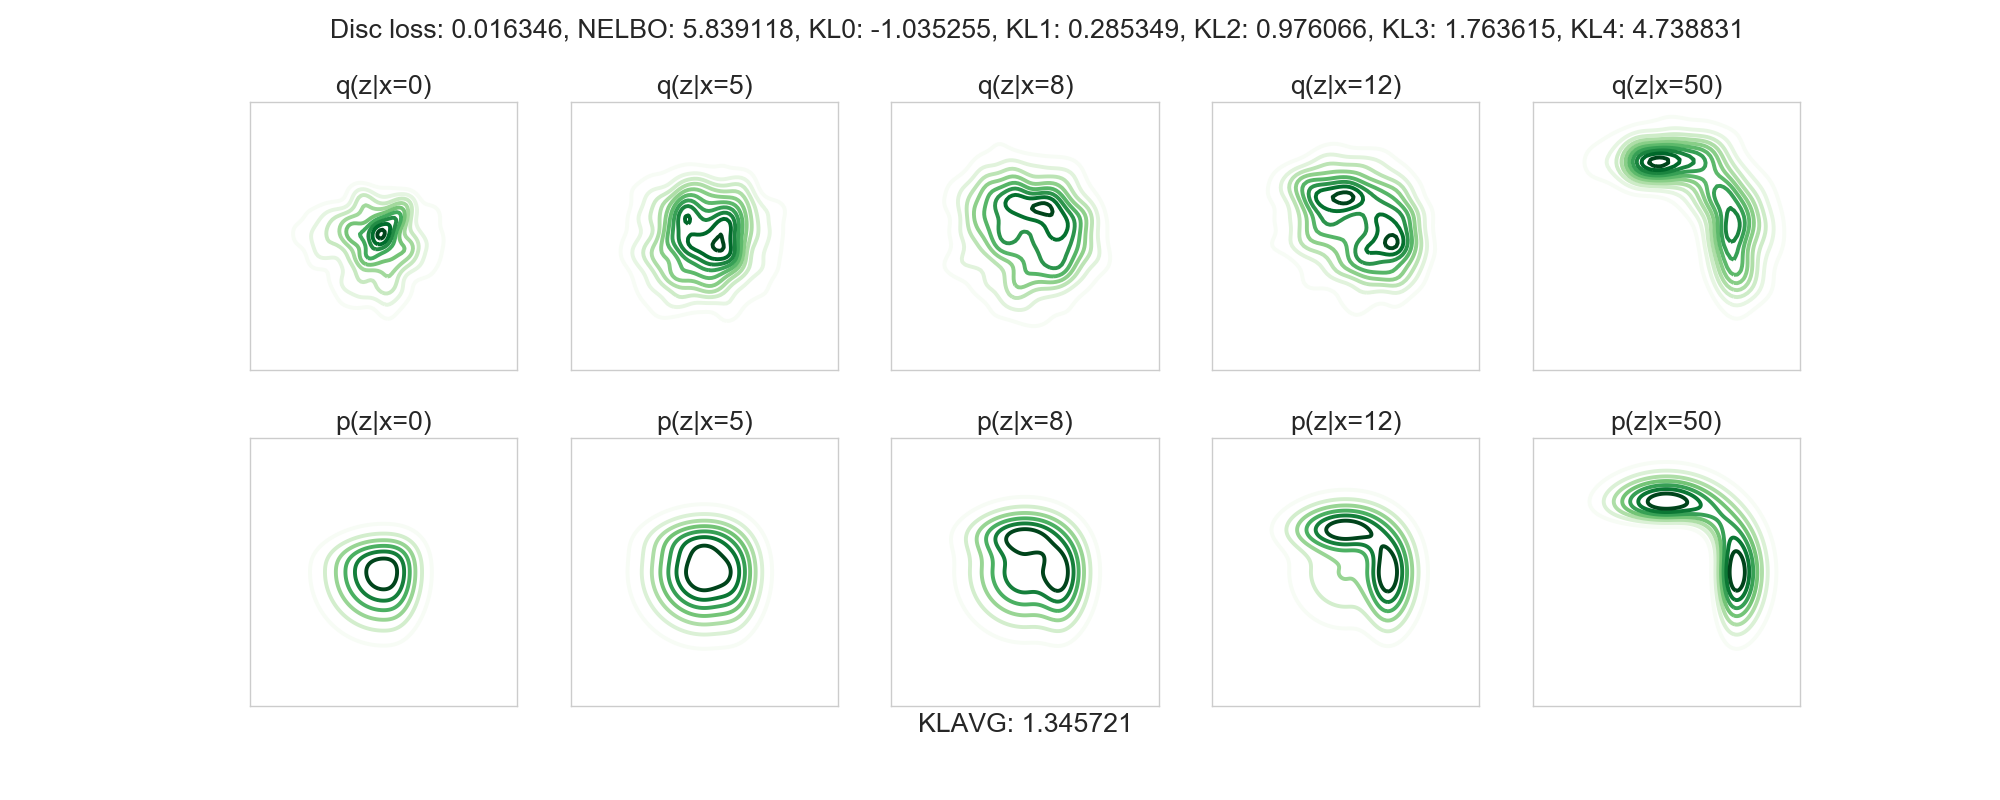 Disc loss: 0.016346, NELBO: 5.839118, KL0: -1.035255, KL1: 0.285349, KL2: 0.976066, KL3: 1.763615, KL4: 4.738831
q(z|x=0) q(z|x=5) q(z|x=8) q(z|x=12) q(z|x=50)
p(z|x=0) p(z|x=5) p(z|x=8) p(z|x=12) p(z|x=50)
KLAVG: 1.345721